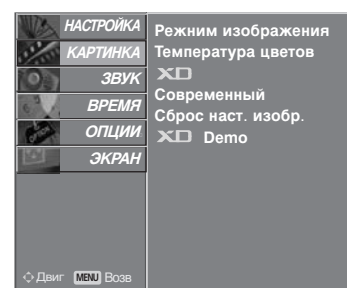 НАСТРОЙКА
КАРТИНКА
ЗВУК
ВРЕМЯ
ОПЦИИ
ЭКРАН
Режним изображения
Температура цветов
XD
Современный
Сброс наст. изобр.
XD Demo
Двиг MENU Возв